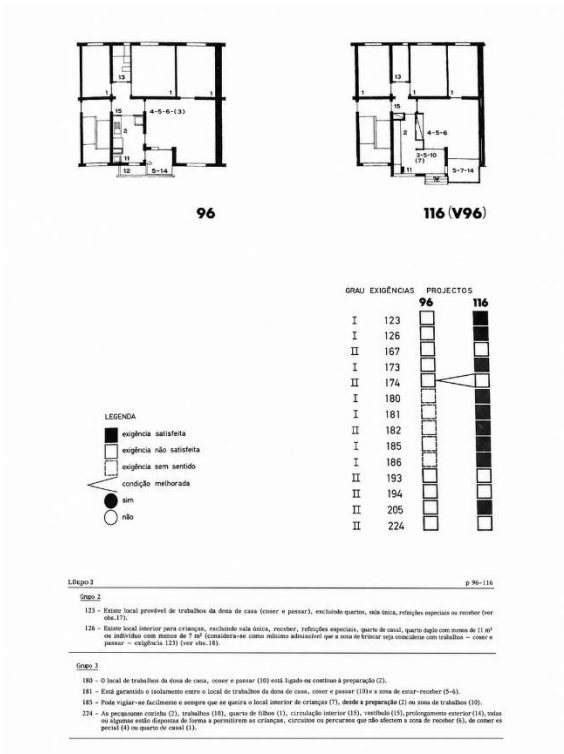 13
1
1
1
15
4-5-6-(3)
2
11
12
5-14
96
13
1
1
1
15
2
4-5-6
3-5-10
(7)
11
5-7-14
116 (V96)
GRAU EXIGÊNCIAS PROJECTOS
96 116
I 123
I 126
II 167
I 173
II 174
I 180
I 181
II 182
I 185
I 186
II 193
II 194
II 205
II 224
LEGENDA
exigência satisfeita
exigência não satisfeita
exigência sem sentido
condição melhorada
sim
não
p 96-116
Grupo 2
123 - Existe local provável de trabalhos da dona de casa (coser e passar), excluindo quartos, sala única, refeições especiais ou receber (ver
obs.17).
126 - Existe local interior para crianças, excluindo sala única, receber, refeições especiais, quarto de casal, quarto duplo com menos de 11 m²
ou individuo com menos de 7 m² (considera-se como mínimo admissível que a zona de brincar seja coincidente com trabalhos - coser e
passar - exigência 123) (ver obs.18).
Grupo 3
180 - O local de trabalhos da dona de casa, coser e passar (10) está ligado ou contínuo à preparação (2).
181 - Está garantido o isolamento entre o local de trabalhos da dona de casa, coser e passar (10) e a zona de estar-receber (5-6).
185 - Pode vigiar-se facilmente e sempre que se queira o local interior de crianças (7), desde a preparação (2) ou zona de trabalhos (10).
224 - As cozinha (2), trabalhos (10), quarto de filhos (1), circulação interior (15), vestíbulo (15), prolongamento exterior (14), todas
ou algumas estão dispostas de forma a permitirem as crianças, circuitos ou percursos que não afectem a zona de receber (6), de comer es
pecial (4) ou quarto de casal (1).